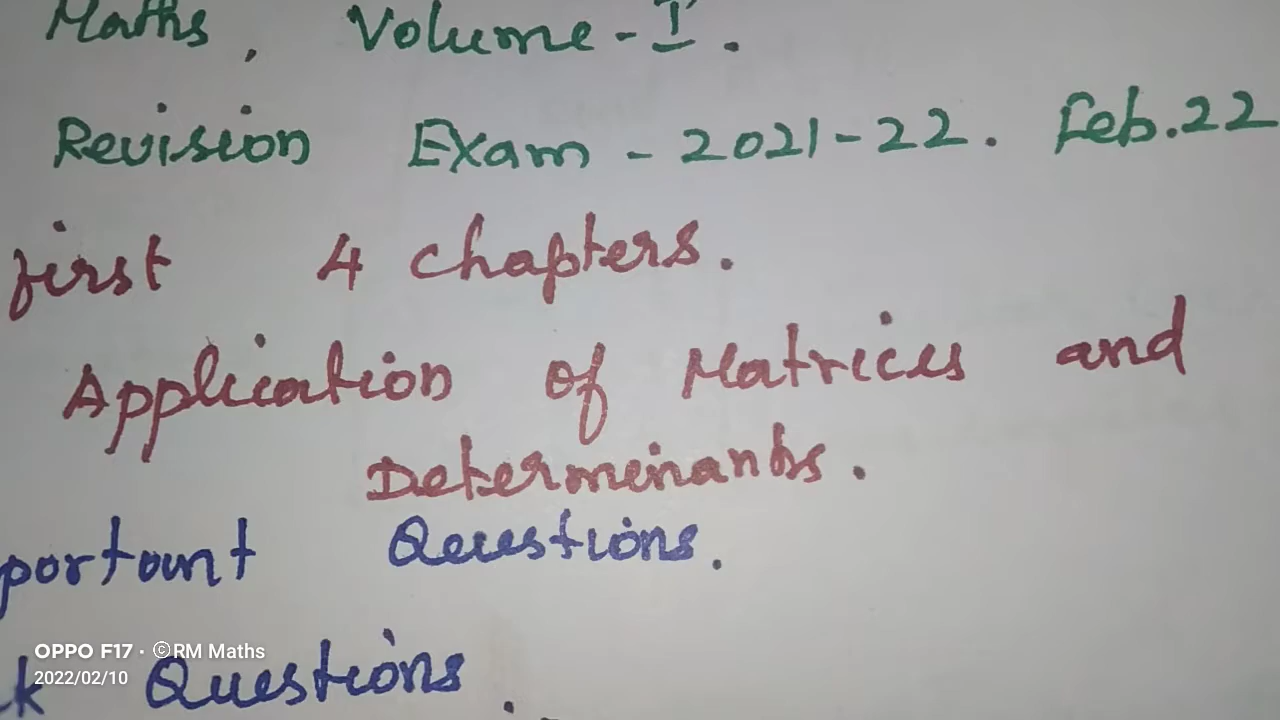 Maths, Volume-I.
Revision Exam - 2021-22. Feb.22
first 4 chapters.
Application of Matrices and
Determinants.
portant Questions.
k Questions.
OPPO F17 · ©RM Maths
2022/02/10